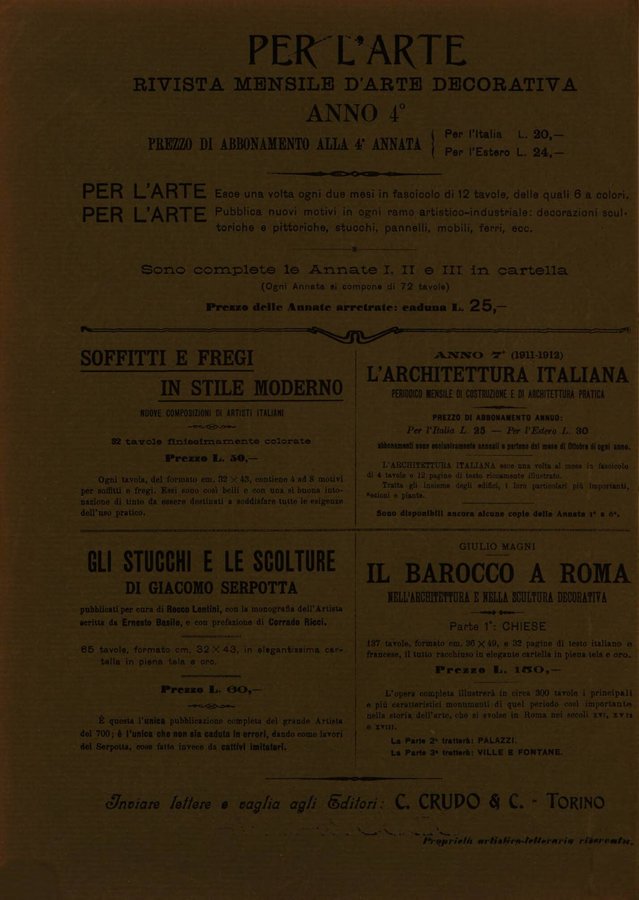 PER L'ARTE
RIVISTA MENSILE D'ARTE DECORATIVA
ANNO 4°
PREZZO DI ABBONAMENTO ALLA 4ª ANNATA
Per l'Italia L. 20,—
Per l'Estero L. 24,—
PER L'ARTE Esce una volta ogni due mesi in fascicolo di 12 tavole, delle quali 6 a colori.
PER L'ARTE Pubblica nuovi motivi in ogni ramo artistico-industriale: decorazioni scul-
toriche e pittoriche, stucchi, pannelli, mobili, ferri, ecc.
Sono complete le Annate I, II e III in cartella
(Ogni Annata si compone di 72 tavole)
Prezzo delle Annate arretrate: caduna L. 25,—
SOFFITTI E FREGI
IN STILE MODERNO
NUOVE COMPOSIZIONI DI ARTISTI ITALIANI
32 tavole finissimamente colorate
Prezzo L. 50,—
Ogni tavola, del formato cm. 32 × 43, contiene 4 ad 8 motivi
per soffitti e fregi. Essi sono così belli e con una sì buona into-
nazione di tinte da essere destinati a soddisfare tutte le esigenze
dell'uso pratico.
ANNO 7° (1911-1912)
L'ARCHITETTURA ITALIANA
PERIODICO MENSILE DI COSTRUZIONE E DI ARCHITETTURA PRATICA
PREZZO DI ABBONAMENTO ANNUO:
Per l'Italia L. 25 — Per l'Estero L. 30
abbonamenti sono esclusivamente annuali e partono dal mese di Ottobre di ogni anno.
L'ARCHITETTURA ITALIANA esce una volta al mese in fascicolo
di 4 tavole e 12 pagine di testo riccamente illustrato.
Tratta gli insieme degli edifici, i loro particolari più importanti,
sezioni e piante.
Sono disponibili ancora alcune copie delle Annate 1ª a 6ª.
GLI STUCCHI E LE SCOLTURE
DI GIACOMO SERPOTTA
pubblicati per cura di Rocco Lentini, con la monografia dell'Artista
scritta da Ernesto Basile, e con prefazione di Corrado Ricci.
65 tavole, formato cm. 32 × 43, in elegantissima car-
tella in piena tela e oro.
Prezzo L. 60,—
È questa l'unica pubblicazione completa del grande Artista
del 700; è l'unica che non sia caduta in errori, dando come lavori
del Serpotta, cose fatte invece da cattivi imitatori.
GIULIO MAGNI
IL BAROCCO A ROMA
NELL'ARCHITETTURA E NELLA SCULTURA DECORATIVA
Parte 1ª: CHIESE
137 tavole, formato cm. 36 × 49, e 32 pagine di testo italiano e
francese, il tutto racchiuso in elegante cartella in piena tela e oro.
Prezzo L. 150,—
L'opera completa illustrerà in circa 300 tavole i principali
e più caratteristici monumenti di quel periodo così importante
nella storia dell'arte, che si svolse in Roma nei secoli XVI, XVII
e XVIII.
La Parte 2ª tratterà: PALAZZI.
La Parte 3ª tratterà: VILLE E FONTANE.
Inviare lettere e vaglia agli Editori: C. CRUDO & C. - TORINO
Proprietà artistico-letteraria riservata.